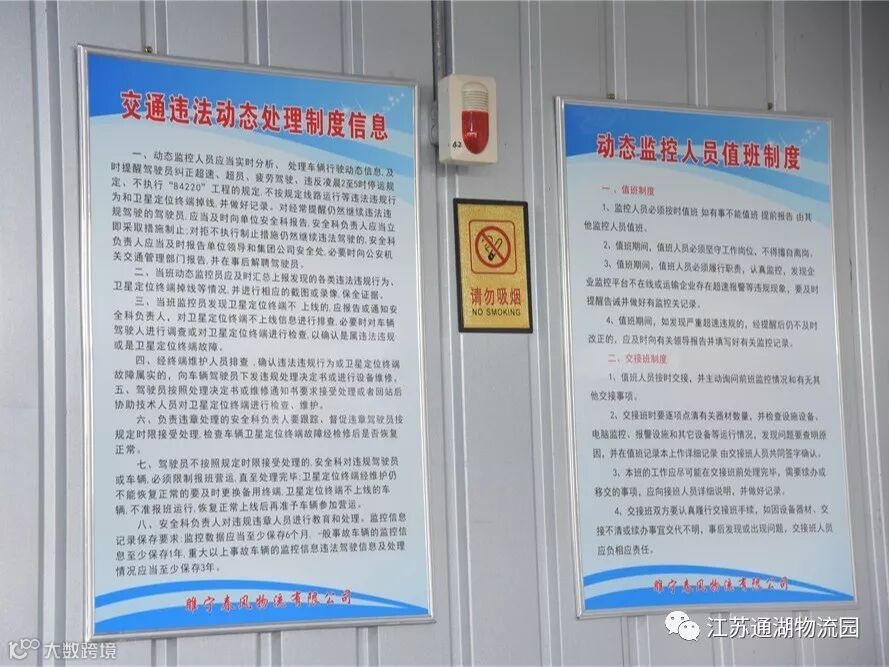 交通违法动态处理制度信息
一、动态监控人员应当实时分析、处理车辆行驶动态信息,及
时提醒驾驶员纠正超速、超员、疲劳驾驶、违反凌晨2至5时停运规
定、不执行"84220"工程的规定,不按规定线路运行等违法违规行
为和卫星定位终端掉线,并做好记录。对经常提醒仍然继续违法违
规驾驶的驾驶员,应当及时向单位安全科报告,安全科负责人应当立
即采取措施制止;对拒不执行制止措施仍然继续违法驾驶的,安全科
负责人应当及时报告单位领导和集团公司安全处,必要时向公安机
关交通管理部门报告,并在事后解聘驾驶员。
二、当班动态监控员应及时汇总上报发现的各类违法违规行为、
卫星定位终端掉线等情况,并进行相应的截图或录像,保全证据。
三、当班监控员发现卫星定位终端不上线的,应报告或通知安
全科负责人,对卫星定位终端不上线信息进行排查,必要时对车辆
驾驶人进行调查或对卫星定位终端进行检查,以确认是属违法违规
或是卫星定位终端故障。
四、经终端维护人员排查,确认违法违规行为或卫星定位终端
故障属实的,向车辆驾驶员下发违规处理决定书或进行设备维修。
五、驾驶员按照处理决定书或维修通知书要求接受处理或者回站后
协助技术人员对卫星定位终端进行检查、维护。
六、负责违章处理的安全科负责人要跟踪、督促违章驾驶员按
规定时限接受处理,检查车辆卫星定位终端故障经检修后是否恢复
正常。
七、驾驶员不按照规定时限接受处理的,安全科对违规驾驶员
或车辆,必须限制报班营运,直至处理完毕;卫星定位终端经维护仍
不能恢复正常的要及时更换备用终端,卫星定位终端不上线的车
辆,不准报班运行,恢复正常上线后再准予车辆参加营运。
八、安全科负责人对违规违章人员进行教育和处理。监控信息
记录保存要求:监控数据应当至少保存6个月,一般事故车辆的监控信
息至少保存1年,重大以上事故车辆的监控信息违法驾驶信息及处理
情况应当至少保存3年。
睢宁春风物流有限公司
62
请勿吸烟
NO SMOKING
动态监控人员值班制度
一、值班制度
1、监控人员必须按时值班 如有事不能值班 提前报告 由其
他监控人员值班。
2、值班期间,值班人员必须坚守工作岗位,不得擅自离岗。
3、值班期间,值班人员必须履行职责,认真监控,发现企
业监控平台不在线或运输企业存在超速报警等违规现象,要及时
提醒告诫并做好有监控关记录。
4、值班期间,如发现严重超速违规的,经提醒后仍不及时
改正的,应及时向有关领导报告并填写好有关监控记录。
二、交接班制度
1、值班人员按时交接,并主动询问前班监控情况和有无其
他交接事项。
2、交接班时要逐项点清有关器材数量,并检查设施设备、
电脑监控、报警设施和其它设备等运行情况,发现问题要查明原
因,并在值班记录本上作详细记录 由交接班人员共同签字确认。
3、本班的工作应尽可能在交接班前处理完毕,需要续办或
移交的事项,应向接班人员详细说明,并做好记录。
4、交接班双方要认真履行交接班手续,如因设备器材、交
接不清或续办事宜交代不明,事后发现或出现问题,交接班人员
应负相应责任。
睢宁春风物流有限公司
江苏通湖物流园
大数跨境